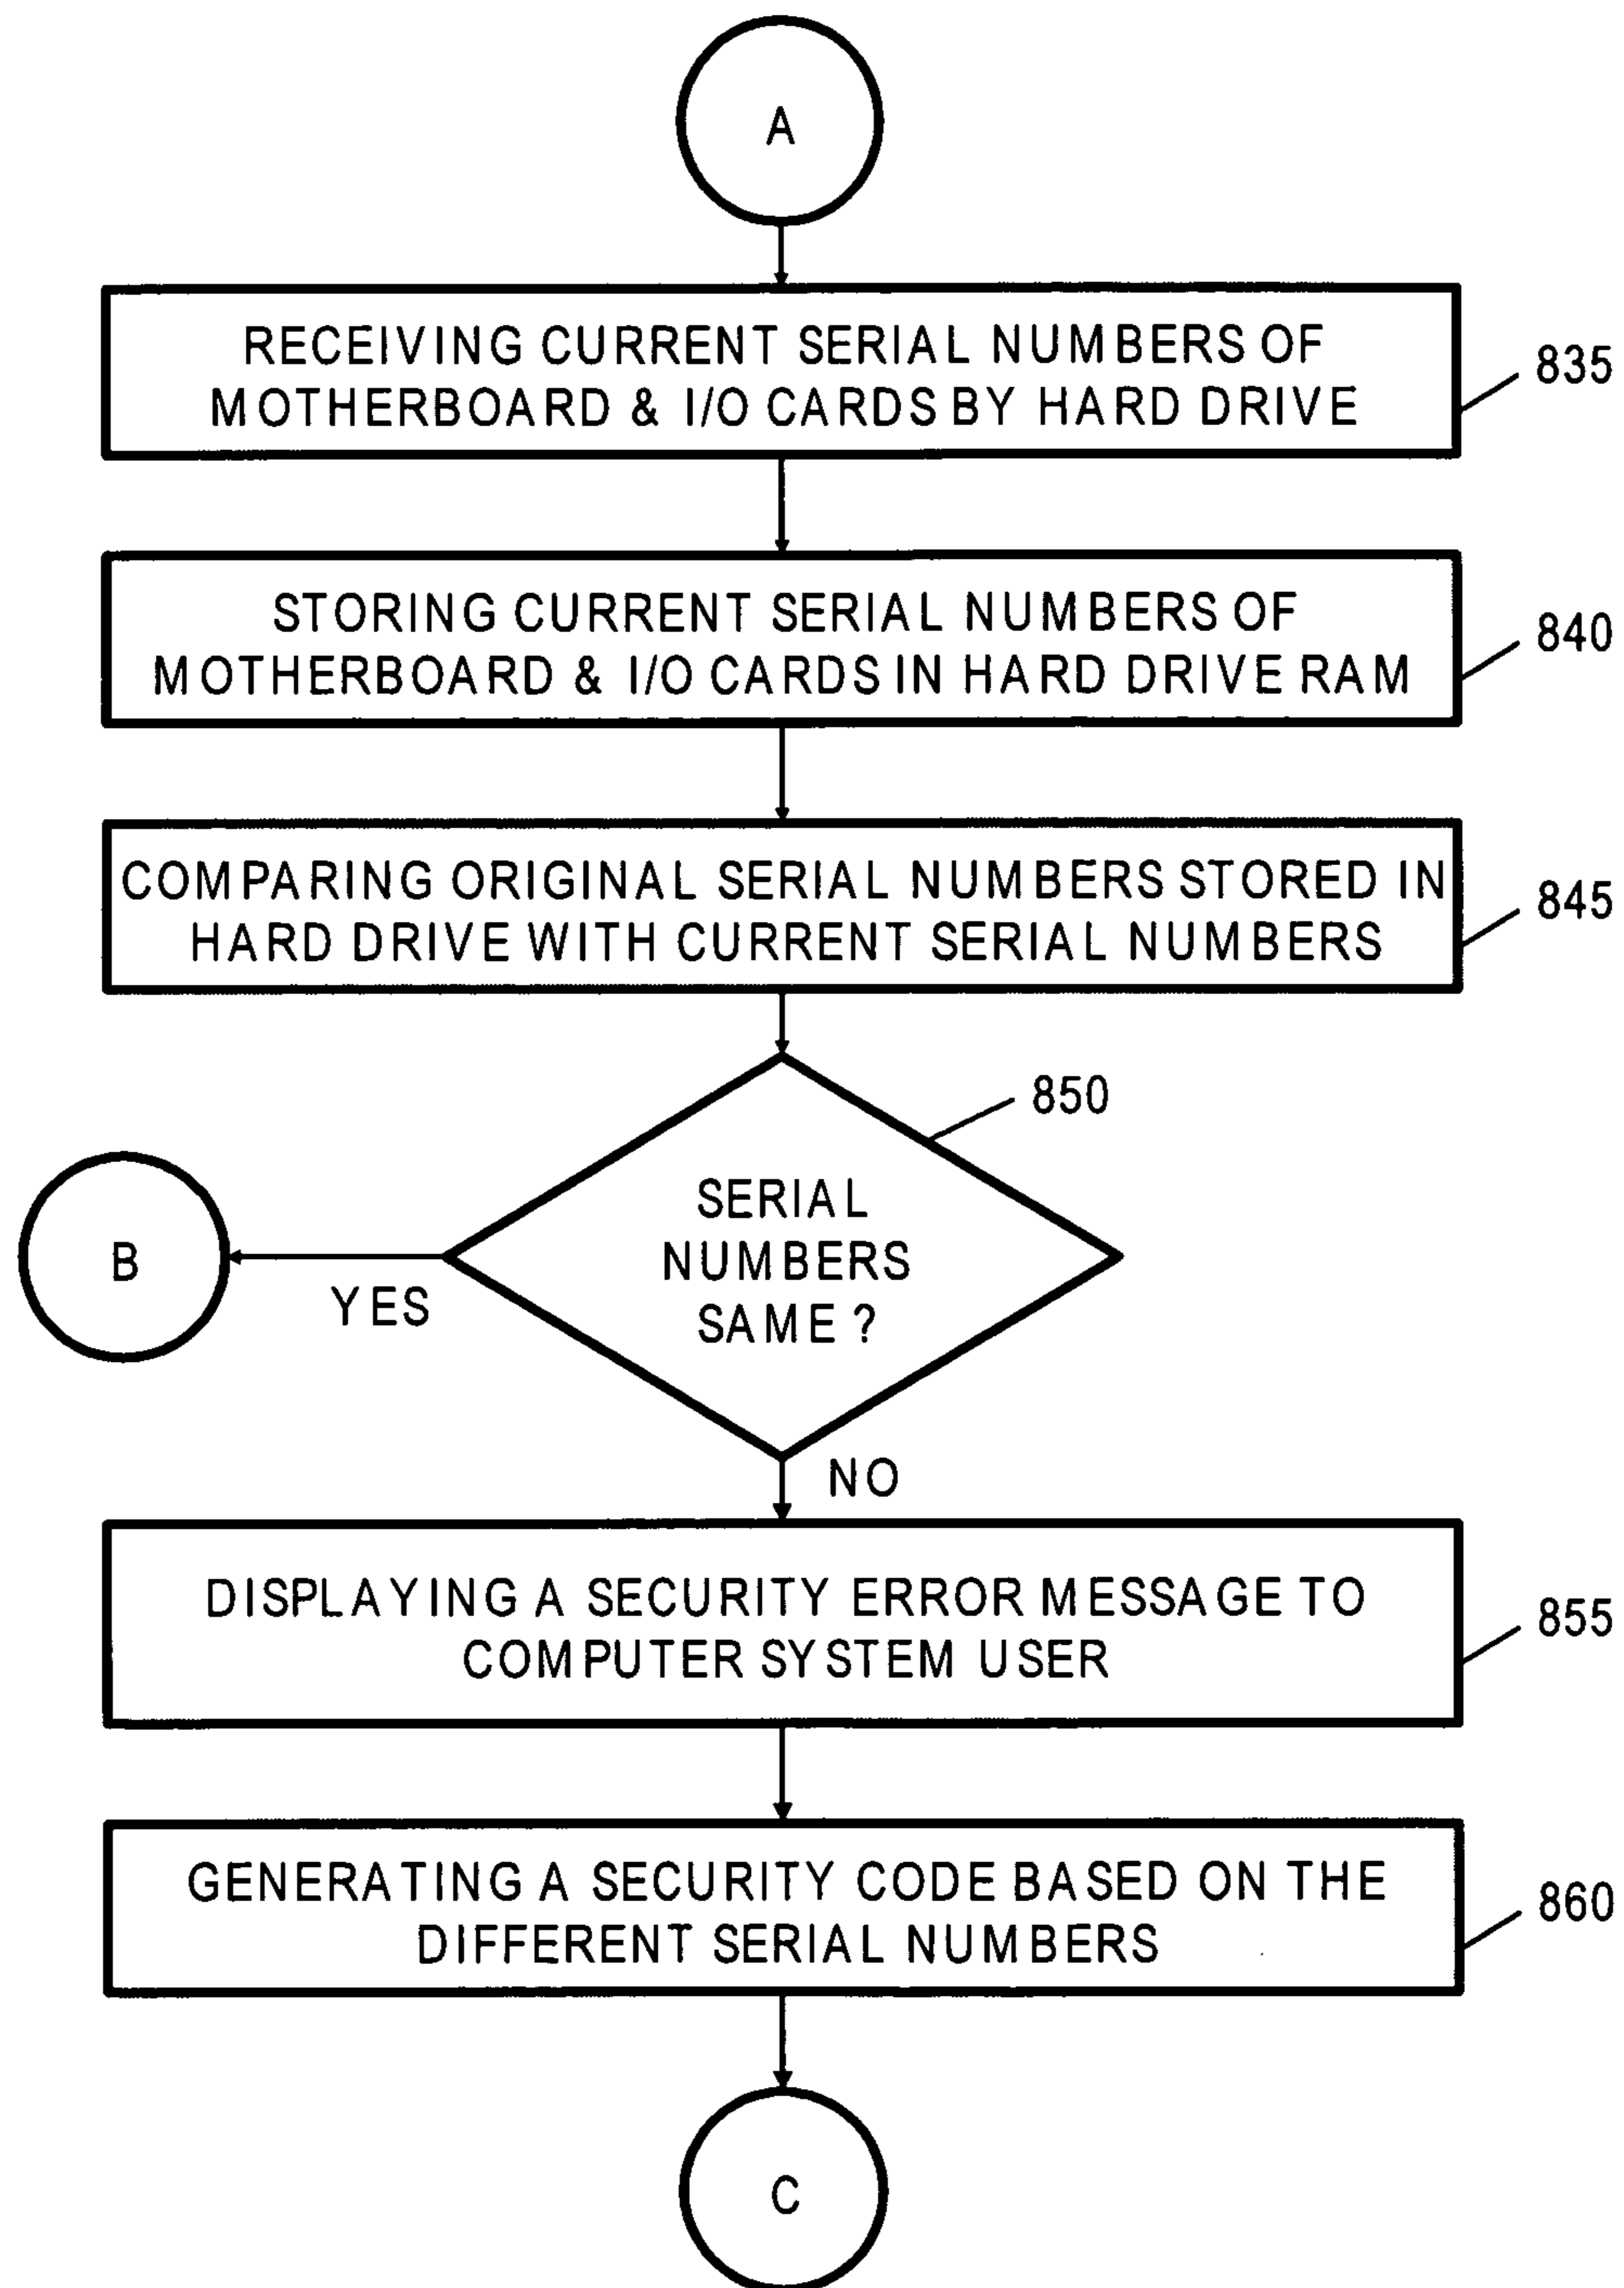 A
RECEIVING CURRENT SERIAL NUMBERS OF
MOTHERBOARD & I/O CARDS BY HARD DRIVE
835
STORING CURRENT SERIAL NUMBERS OF
MOTHERBOARD & I/O CARDS IN HARD DRIVE RAM
840
COMPARING ORIGINAL SERIAL NUMBERS STORED IN
HARD DRIVE WITH CURRENT SERIAL NUMBERS
845
850
SERIAL
NUMBERS
SAME ?
B
YES
NO
DISPLAYING A SECURITY ERROR MESSAGE TO
COMPUTER SYSTEM USER
855
GENERATING A SECURITY CODE BASED ON THE
DIFFERENT SERIAL NUMBERS
860
C